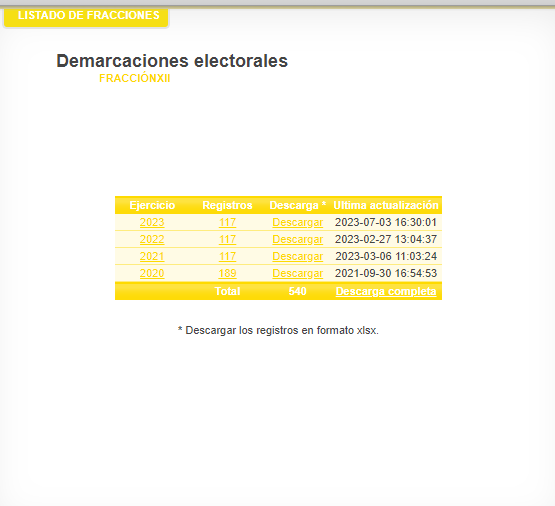 LISTADO DE FRACCIONES
Demarcaciones electorales
FRACCIÓNXII
Ejercicio Registros Descarga * Ultima actualización
2023 117 Descargar 2023-07-03 16:30:01
2022 117 Descargar 2023-02-27 13:04:37
2021 117 Descargar 2023-03-06 11:03:24
2020 189 Descargar 2021-09-30 16:54:53
Total 540 Descarga completa
* Descargar los registros en formato xlsx.